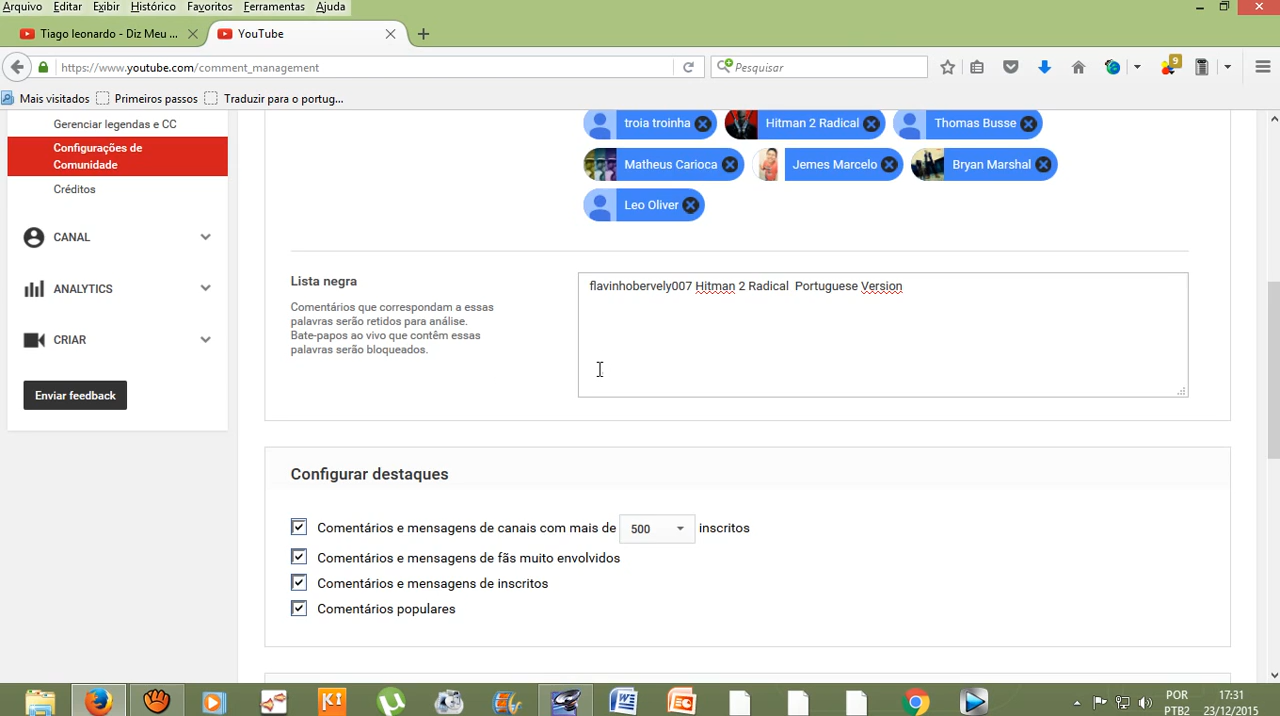 Arquivo Editar Exibir Histórico Favoritos Ferramentas Ajuda
Tiago leonardo - Diz Meu ...
YouTube
https://www.youtube.com/comment_management
Pesquisar
9
Mais visitados Primeiros passos Traduzir para o portug...
Gerenciar legendas e CC
Configurações de
Comunidade
Créditos
CANAL
ANALYTICS
CRIAR
Enviar feedback
troia troinha Hitman 2 Radical Thomas Busse
Matheus Carioca Jemes Marcelo Bryan Marshal
Leo Oliver
Lista negra
Comentários que correspondam a essas
palavras serão retidos para análise.
Bate-papos ao vivo que contêm essas
palavras serão bloqueados.
flavinhobervely007 Hitman 2 Radical Portuguese Version
Configurar destaques
Comentários e mensagens de canais com mais de 500 inscritos
Comentários e mensagens de fãs muito envolvidos
Comentários e mensagens de inscritos
Comentários populares
Ki
POR
PTB2
17:31
23/12/2015